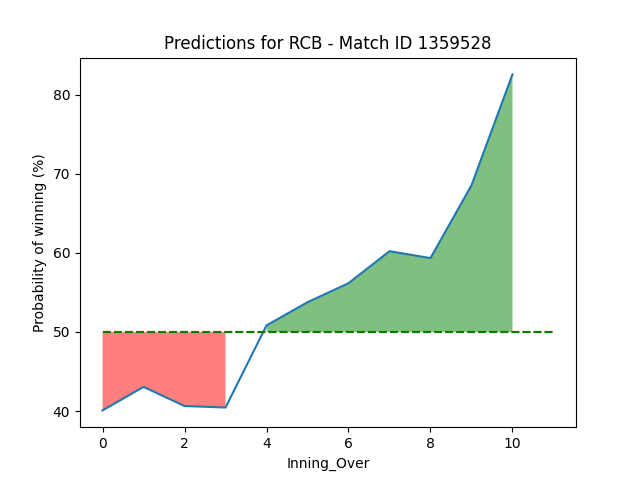 Predictions for RCB - Match ID 1359528
Probability of winning (%)
80
70
60
50
40
0 2 4 6 8 10
Inning_Over